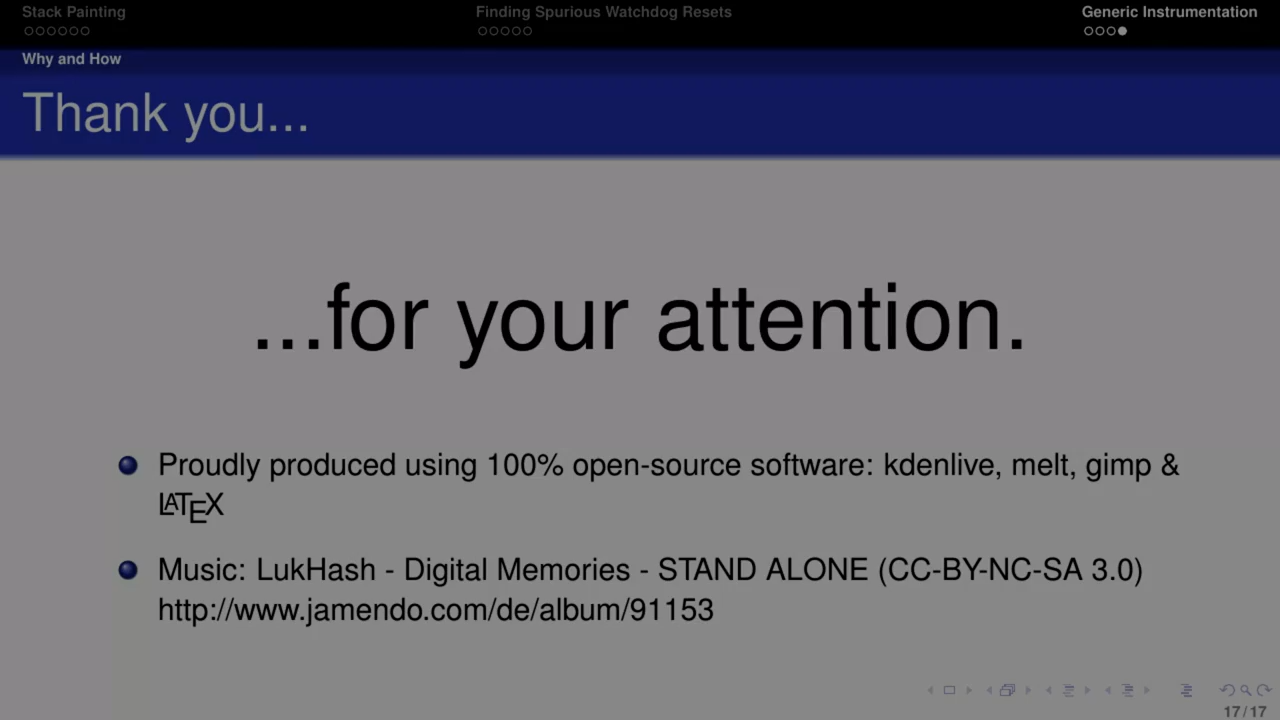 Stack Painting
Finding Spurious Watchdog Resets
Generic Instrumentation
Why and How
Thank you...
...for your attention.
Proudly produced using 100% open-source software: kdenlive, melt, gimp &
LATEX
Music: LukHash - Digital Memories - STAND ALONE (CC-BY-NC-SA 3.0)
http://www.jamendo.com/de/album/91153
17/17